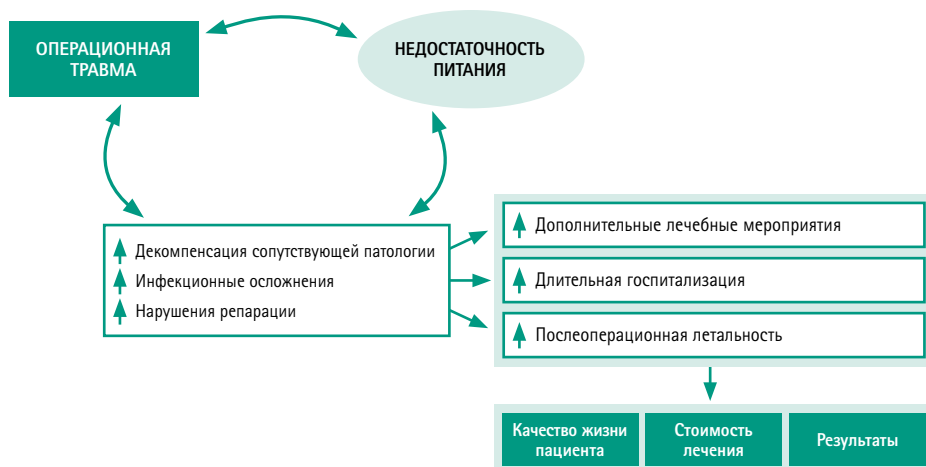 ОПЕРАЦИОННАЯ
ТРАВМА
НЕДОСТАТОЧНОСТЬ
ПИТАНИЯ
Декомпенсация сопутствующей патологии
Инфекционные осложнения
Нарушения репарации
Дополнительные лечебные мероприятия
Длительная госпитализация
Послеоперационная летальность
Качество жизни
пациента
Стоимость
лечения
Результаты